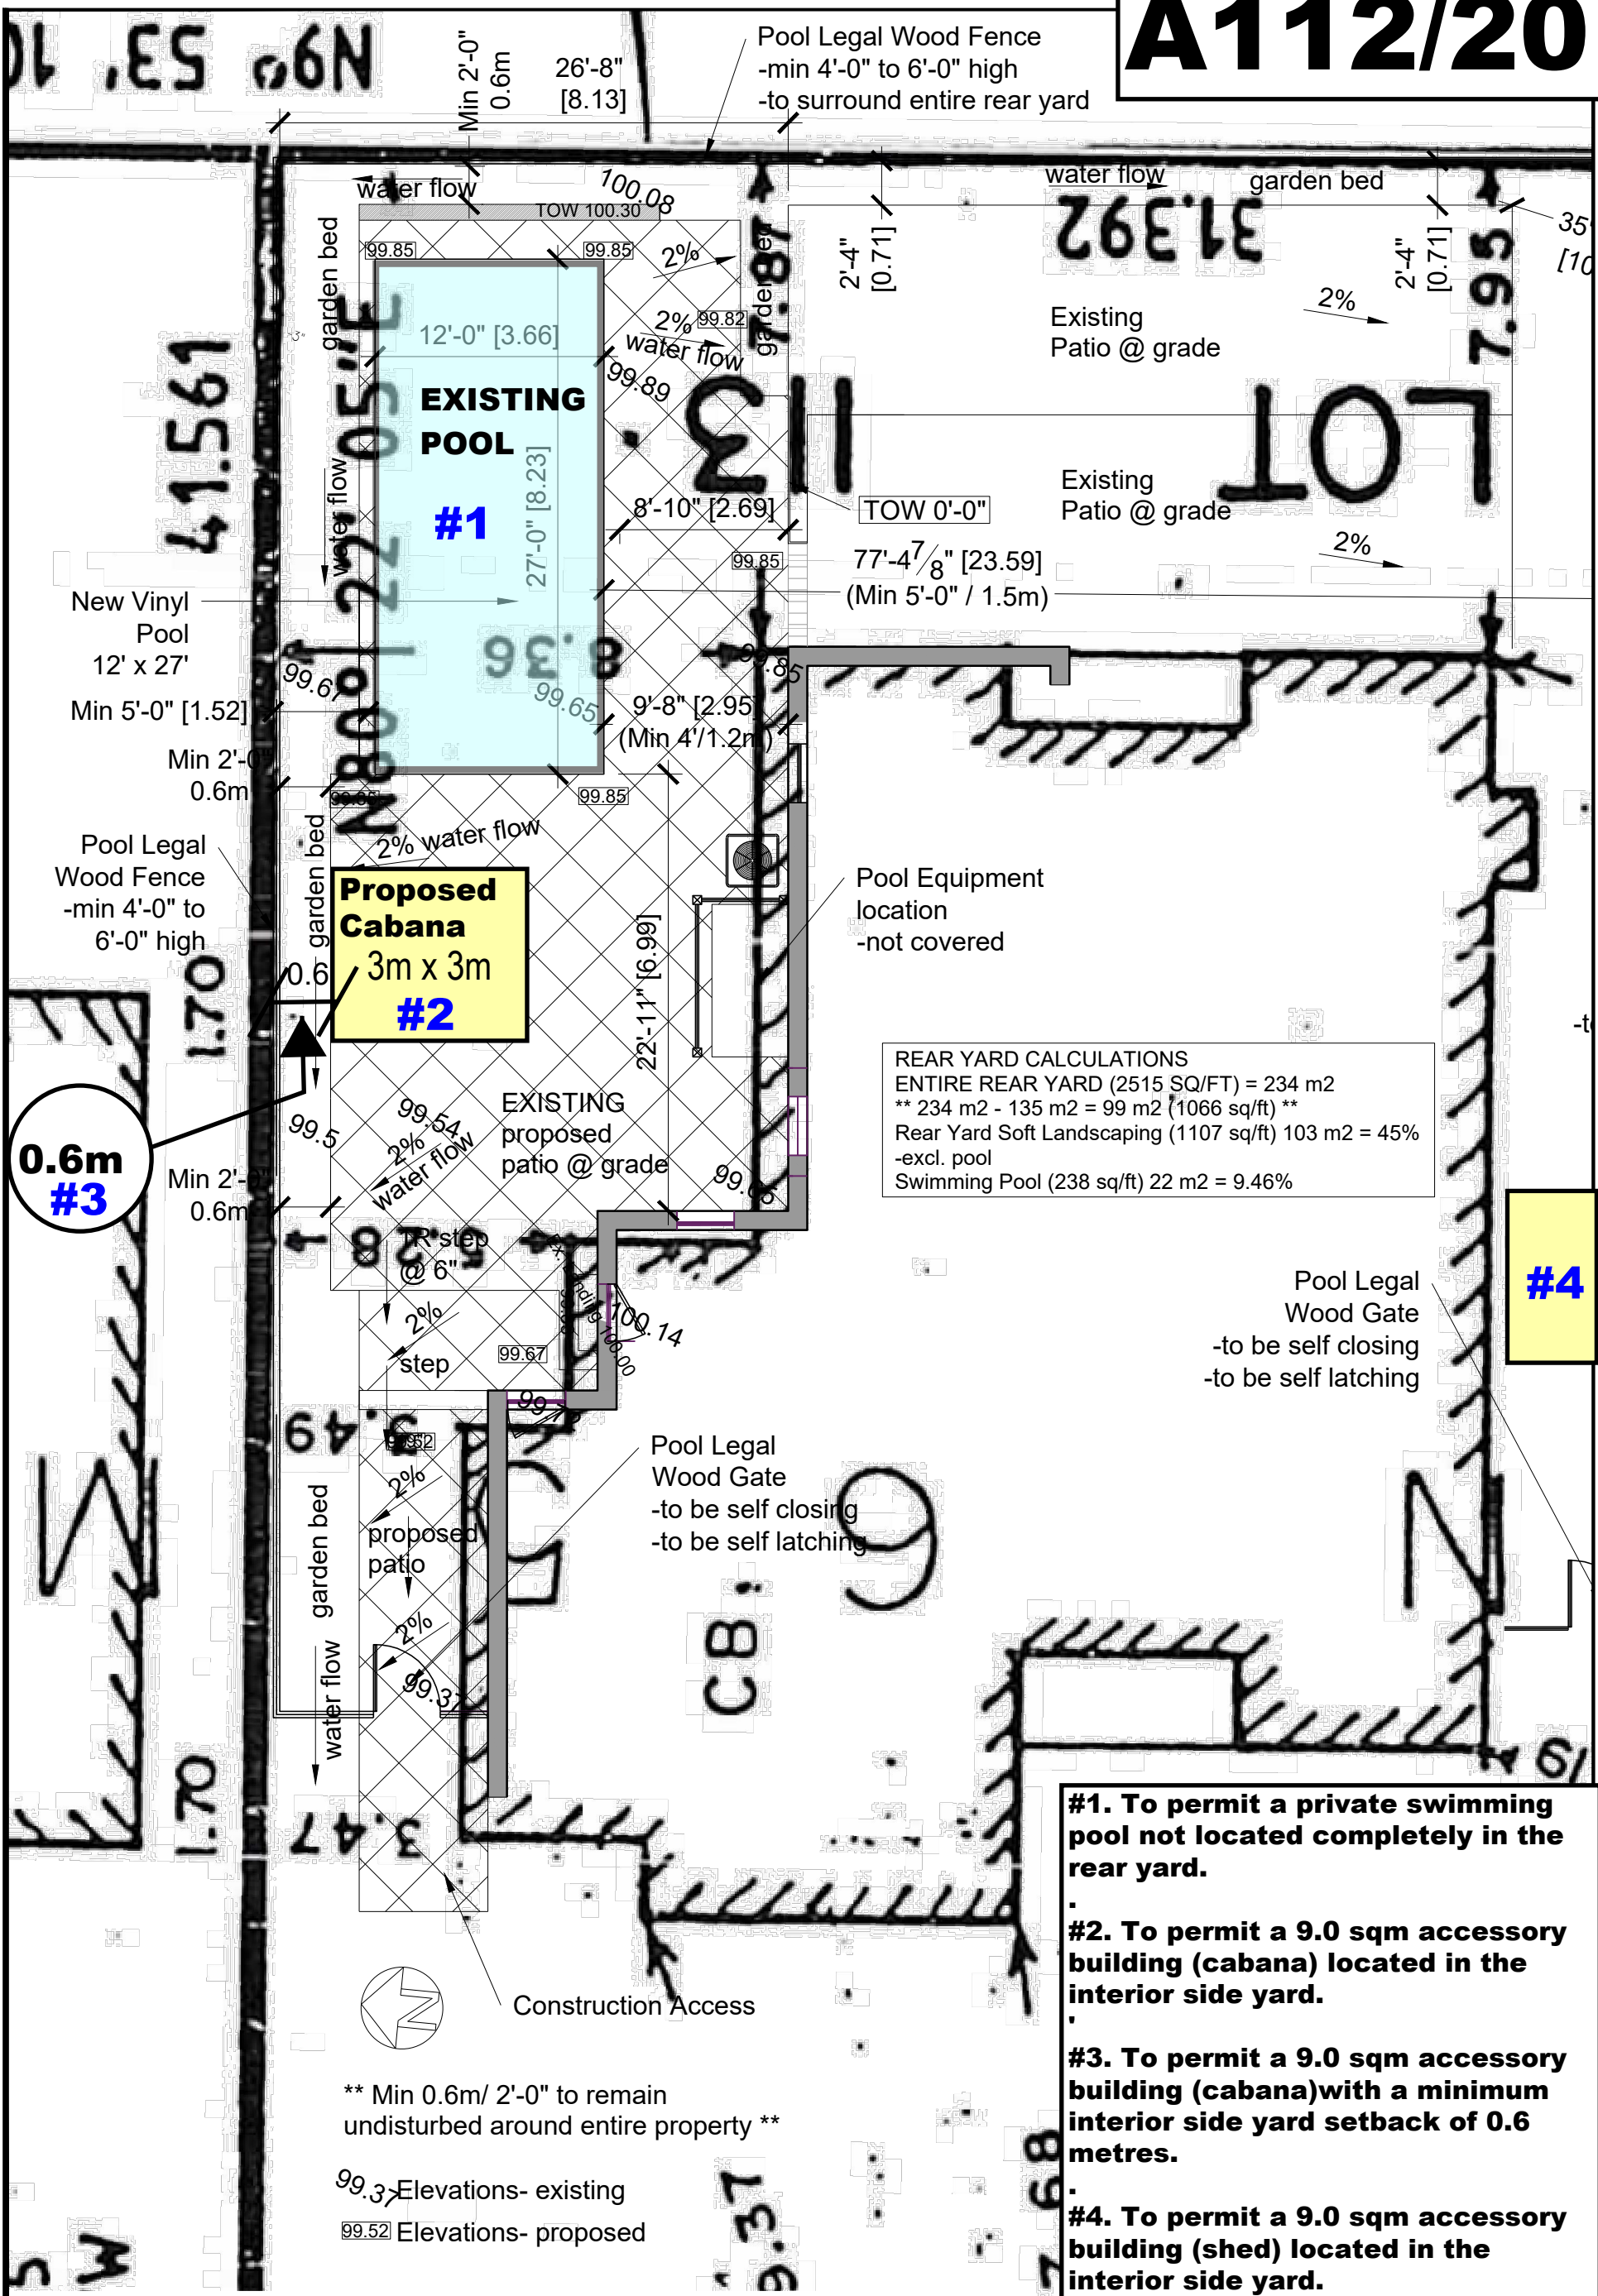 A112/20
N9° 53' 10
Min 2'-0"
0.6m
26'-8"
[8.13]
Pool Legal Wood Fence
-min 4'-0" to 6'-0" high
-to surround entire rear yard
water flow
100.08
TOW 100.30
water flow
garden bed
31.392
7.87
7.95
35'
[10
2'-4"
[0.71]
2'-4"
[0.71]
garden bed
99.85
99.85
2%
garden bed
2%
99.82
water flow
99.89
12'-0" [3.66]
EXISTING
POOL
#1
27'-0" [8.23]
41.561
N80° 27' 05"E
water flow
Existing
Patio @ grade
2%
LOT
13
Existing
Patio @ grade
2%
8'-10" [2.69]
TOW 0'-0"
99.85
77'-4 7/8" [23.59]
(Min 5'-0" / 1.5m)
New Vinyl
Pool
12' x 27'
8.36
99.67
99.65
99.85
Min 5'-0" [1.52]
9'-8" [2.95]
(Min 4'/1.2m)
Min 2'-0"
0.6m
99.85
Pool Legal
Wood Fence
-min 4'-0" to
6'-0" high
garden bed
2% water flow
Proposed
Cabana
3m x 3m
#2
0.6
1.70
22'-11" [6.99]
Pool Equipment
location
-not covered
-t
REAR YARD CALCULATIONS
ENTIRE REAR YARD (2515 SQ/FT) = 234 m2
** 234 m2 - 135 m2 = 99 m2 (1066 sq/ft) **
Rear Yard Soft Landscaping (1107 sq/ft) 103 m2 = 45%
-excl. pool
Swimming Pool (238 sq/ft) 22 m2 = 9.46%
0.6m
#3
99.5
99.54
2%
water flow
EXISTING
proposed
patio @ grade
Min 2'-0"
0.6m
5.28
TR step
@ 6"
2%
step
99.67
100.14
#4
Pool Legal
Wood Gate
-to be self closing
-to be self latching
3.49
99.52
2%
garden bed
proposed
patio
Pool Legal
Wood Gate
-to be self closing
-to be self latching
2%
water flow
99.37
CB.
9
N
1.70
3.47
Construction Access
** Min 0.6m/ 2'-0" to remain
undisturbed around entire property **
99.37 Elevations- existing
99.52 Elevations- proposed
#1. To permit a private swimming
pool not located completely in the
rear yard.
.
#2. To permit a 9.0 sqm accessory
building (cabana) located in the
interior side yard.
'
#3. To permit a 9.0 sqm accessory
building (cabana)with a minimum
interior side yard setback of 0.6
metres.
.
#4. To permit a 9.0 sqm accessory
building (shed) located in the
interior side yard.